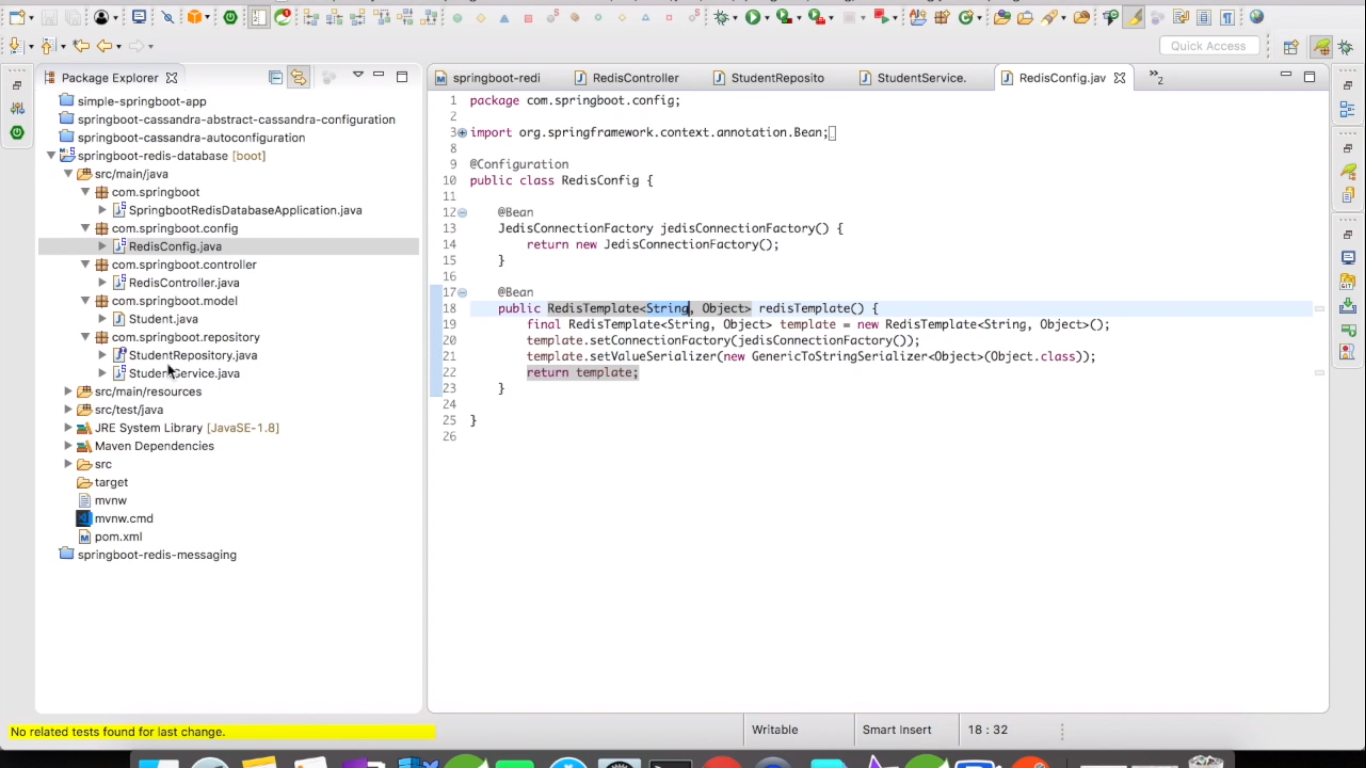 Quick Access
Package Explorer
simple-springboot-app
springboot-cassandra-abstract-cassandra-configuration
springboot-cassandra-autoconfiguration
springboot-redis-database [boot]
src/main/java
com.springboot
SpringbootRedisDatabaseApplication.java
com.springboot.config
RedisConfig.java
com.springboot.controller
RedisController.java
com.springboot.model
Student.java
com.springboot.repository
StudentRepository.java
StudentService.java
src/main/resources
src/test/java
JRE System Library [JavaSE-1.8]
Maven Dependencies
src
target
mvnw
mvnw.cmd
pom.xml
springboot-redis-messaging
springboot-redi
RedisController
StudentReposito
StudentService.
RedisConfig.jav
»2
1 package com.springboot.config;
2
3 import org.springframework.context.annotation.Bean;
8
9 @Configuration
10 public class RedisConfig {
11
12 @Bean
13 JedisConnectionFactory jedisConnectionFactory() {
14 return new JedisConnectionFactory();
15 }
16
17 @Bean
18 public RedisTemplate<String, Object> redisTemplate() {
19 final RedisTemplate<String, Object> template = new RedisTemplate<String, Object>();
20 template.setConnectionFactory(jedisConnectionFactory());
21 template.setValueSerializer(new GenericToStringSerializer<Object>(Object.class));
22 return template;
23 }
24
25 }
26
No related tests found for last change.
Writable
Smart Insert
18 : 32